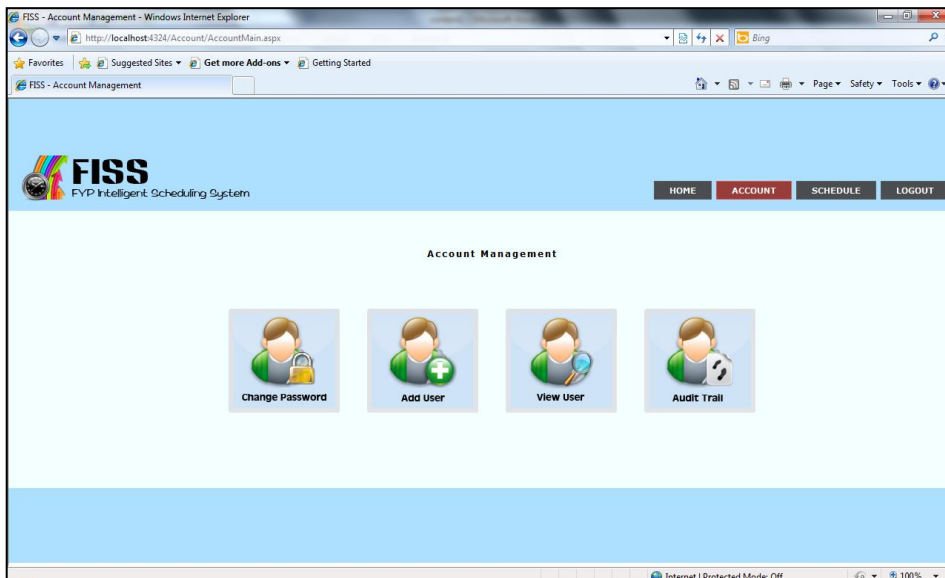 FISS - Account Management - Windows Internet Explorer
http://localhost:4324/Account/AccountMain.aspx
Bing
Favorites Suggested Sites Get more Add-ons Getting Started
FISS - Account Management
Page Safety Tools
FISS
FYP Intelligent Scheduling System
HOME ACCOUNT SCHEDULE LOGOUT
Account Management
Change Password Add User View User Audit Trail
Internet | Protected Mode: Off 100%